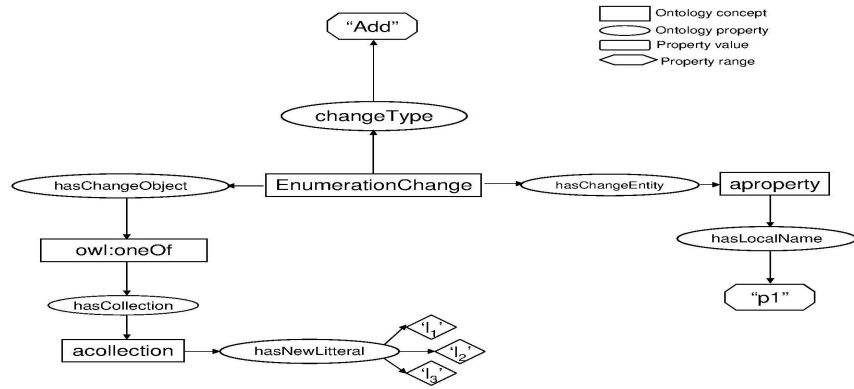 "Add"
Ontology concept
Ontology property
Property value
Property range
changeType
hasChangeObject
EnumerationChange
hasChangeEntity
aproperty
owl:oneOf
hasLocalName
hasCollection
"p1"
acollection
hasNewLitteral
'l₁'
'l₂'
'l₃'